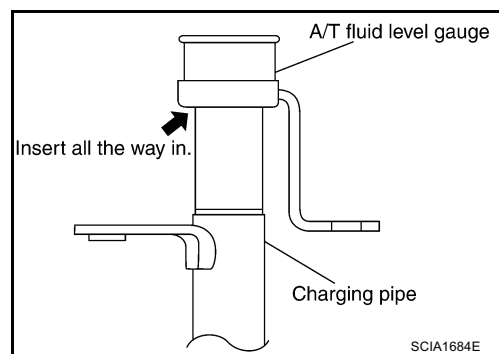 A/T fluid level gauge
Insert all the way in.
Charging pipe
SCIA1684E